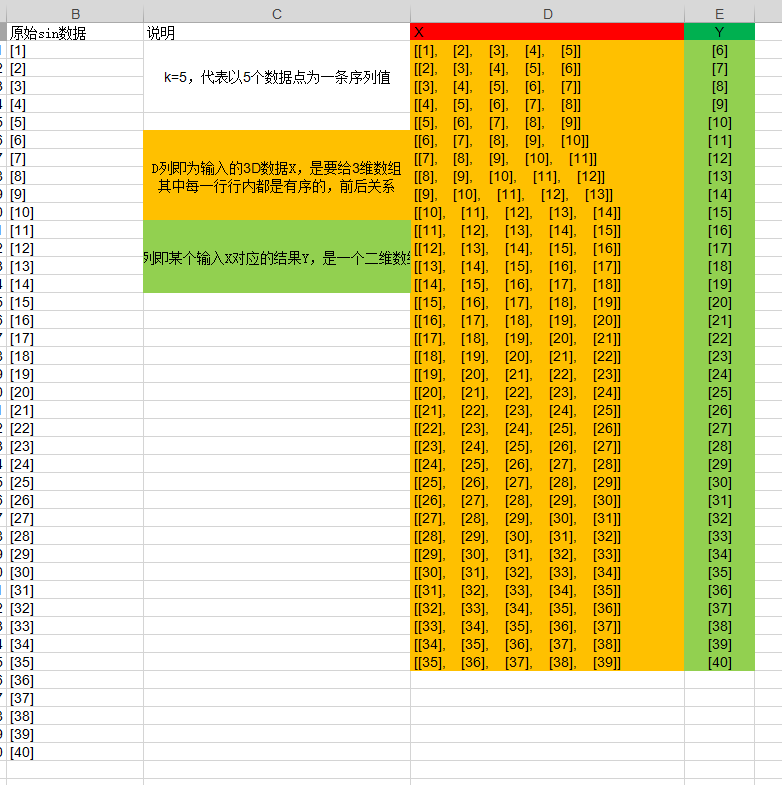 B C D E
原始sin数据 说明 X Y
[1] [[1], [2], [3], [4], [5]] [6]
[2] [[2], [3], [4], [5], [6]] [7]
k=5，代表以5个数据点为一条序列值
[3] [[3], [4], [5], [6], [7]] [8]
[4] [[4], [5], [6], [7], [8]] [9]
[5] [[5], [6], [7], [8], [9]] [10]
[6] [[6], [7], [8], [9], [10]] [11]
[7] [[7], [8], [9], [10], [11]] [12]
D列即为输入的3D数据X，是要给3维数组
[8] [[8], [9], [10], [11], [12]] [13]
其中每一行行内都是有序的，前后关系
[9] [[9], [10], [11], [12], [13]] [14]
[10] [[10], [11], [12], [13], [14]] [15]
[11] [[11], [12], [13], [14], [15]] [16]
[12] [[12], [13], [14], [15], [16]] [17]
列即某个输入X对应的结果Y，是一个二维数
[13] [[13], [14], [15], [16], [17]] [18]
[14] [[14], [15], [16], [17], [18]] [19]
[15] [[15], [16], [17], [18], [19]] [20]
[16] [[16], [17], [18], [19], [20]] [21]
[17] [[17], [18], [19], [20], [21]] [22]
[18] [[18], [19], [20], [21], [22]] [23]
[19] [[19], [20], [21], [22], [23]] [24]
[20] [[20], [21], [22], [23], [24]] [25]
[21] [[21], [22], [23], [24], [25]] [26]
[22] [[22], [23], [24], [25], [26]] [27]
[23] [[23], [24], [25], [26], [27]] [28]
[24] [[24], [25], [26], [27], [28]] [29]
[25] [[25], [26], [27], [28], [29]] [30]
[26] [[26], [27], [28], [29], [30]] [31]
[27] [[27], [28], [29], [30], [31]] [32]
[28] [[28], [29], [30], [31], [32]] [33]
[29] [[29], [30], [31], [32], [33]] [34]
[30] [[30], [31], [32], [33], [34]] [35]
[31] [[31], [32], [33], [34], [35]] [36]
[32] [[32], [33], [34], [35], [36]] [37]
[33] [[33], [34], [35], [36], [37]] [38]
[34] [[34], [35], [36], [37], [38]] [39]
[35] [[35], [36], [37], [38], [39]] [40]
[36]
[37]
[38]
[39]
[40]